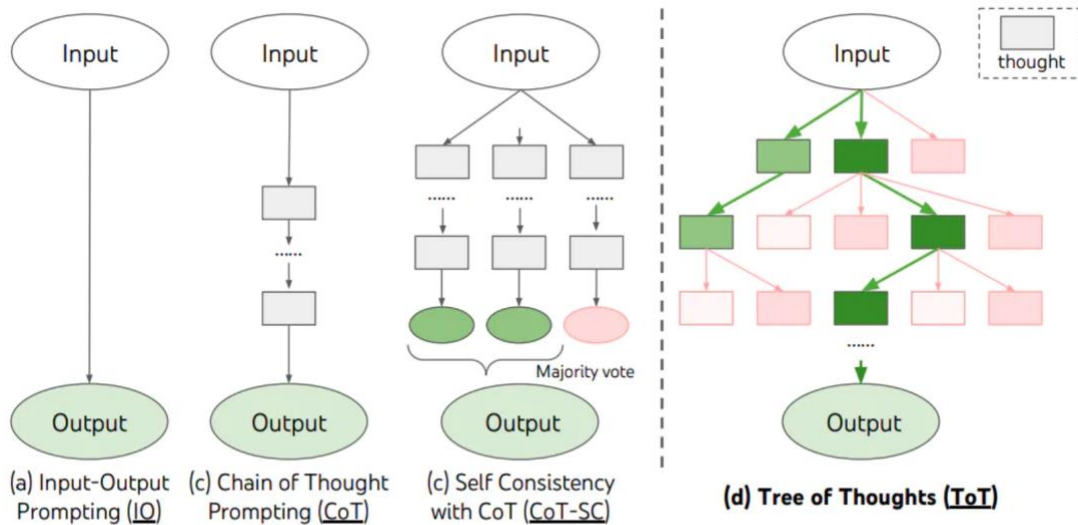 Input
Input
Input
Input
thought
......
......
......
......
......
Majority vote
Output
Output
Output
Output
(a) Input-Output
Prompting (IO)
(c) Chain of Thought
Prompting (CoT)
(c) Self Consistency
with CoT (CoT-SC)
(d) Tree of Thoughts (ToT)